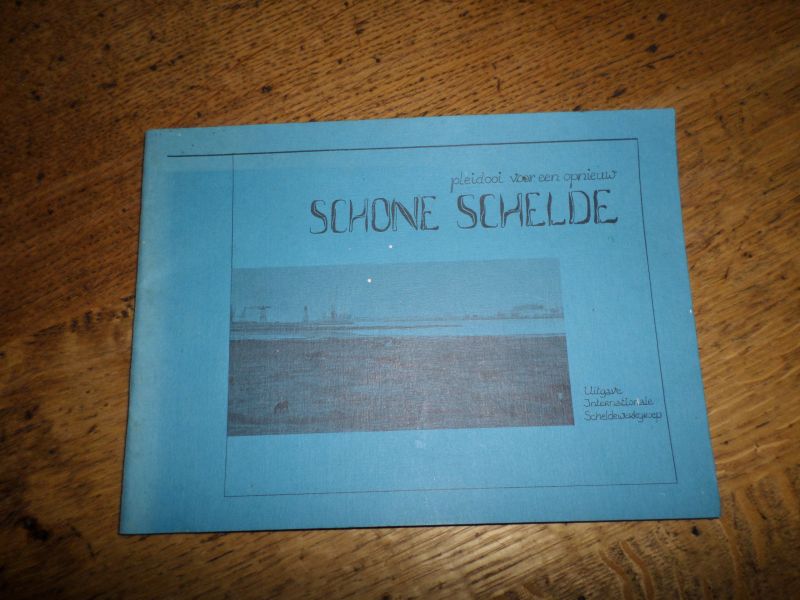 pleidooi voor een opnieuw
SCHONE SCHELDE
Uitgave
Internationale
Scheldewerkgroep